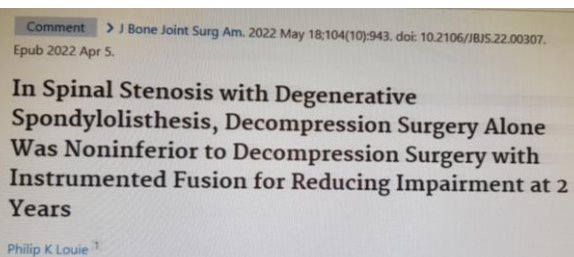 Comment > J Bone Joint Surg Am. 2022 May 18;104(10):943. doi: 10.2106/JBJS.22.00307.
Epub 2022 Apr 5.
In Spinal Stenosis with Degenerative
Spondylolisthesis, Decompression Surgery Alone
Was Noninferior to Decompression Surgery with
Instrumented Fusion for Reducing Impairment at 2
Years
Philip K Louie 1